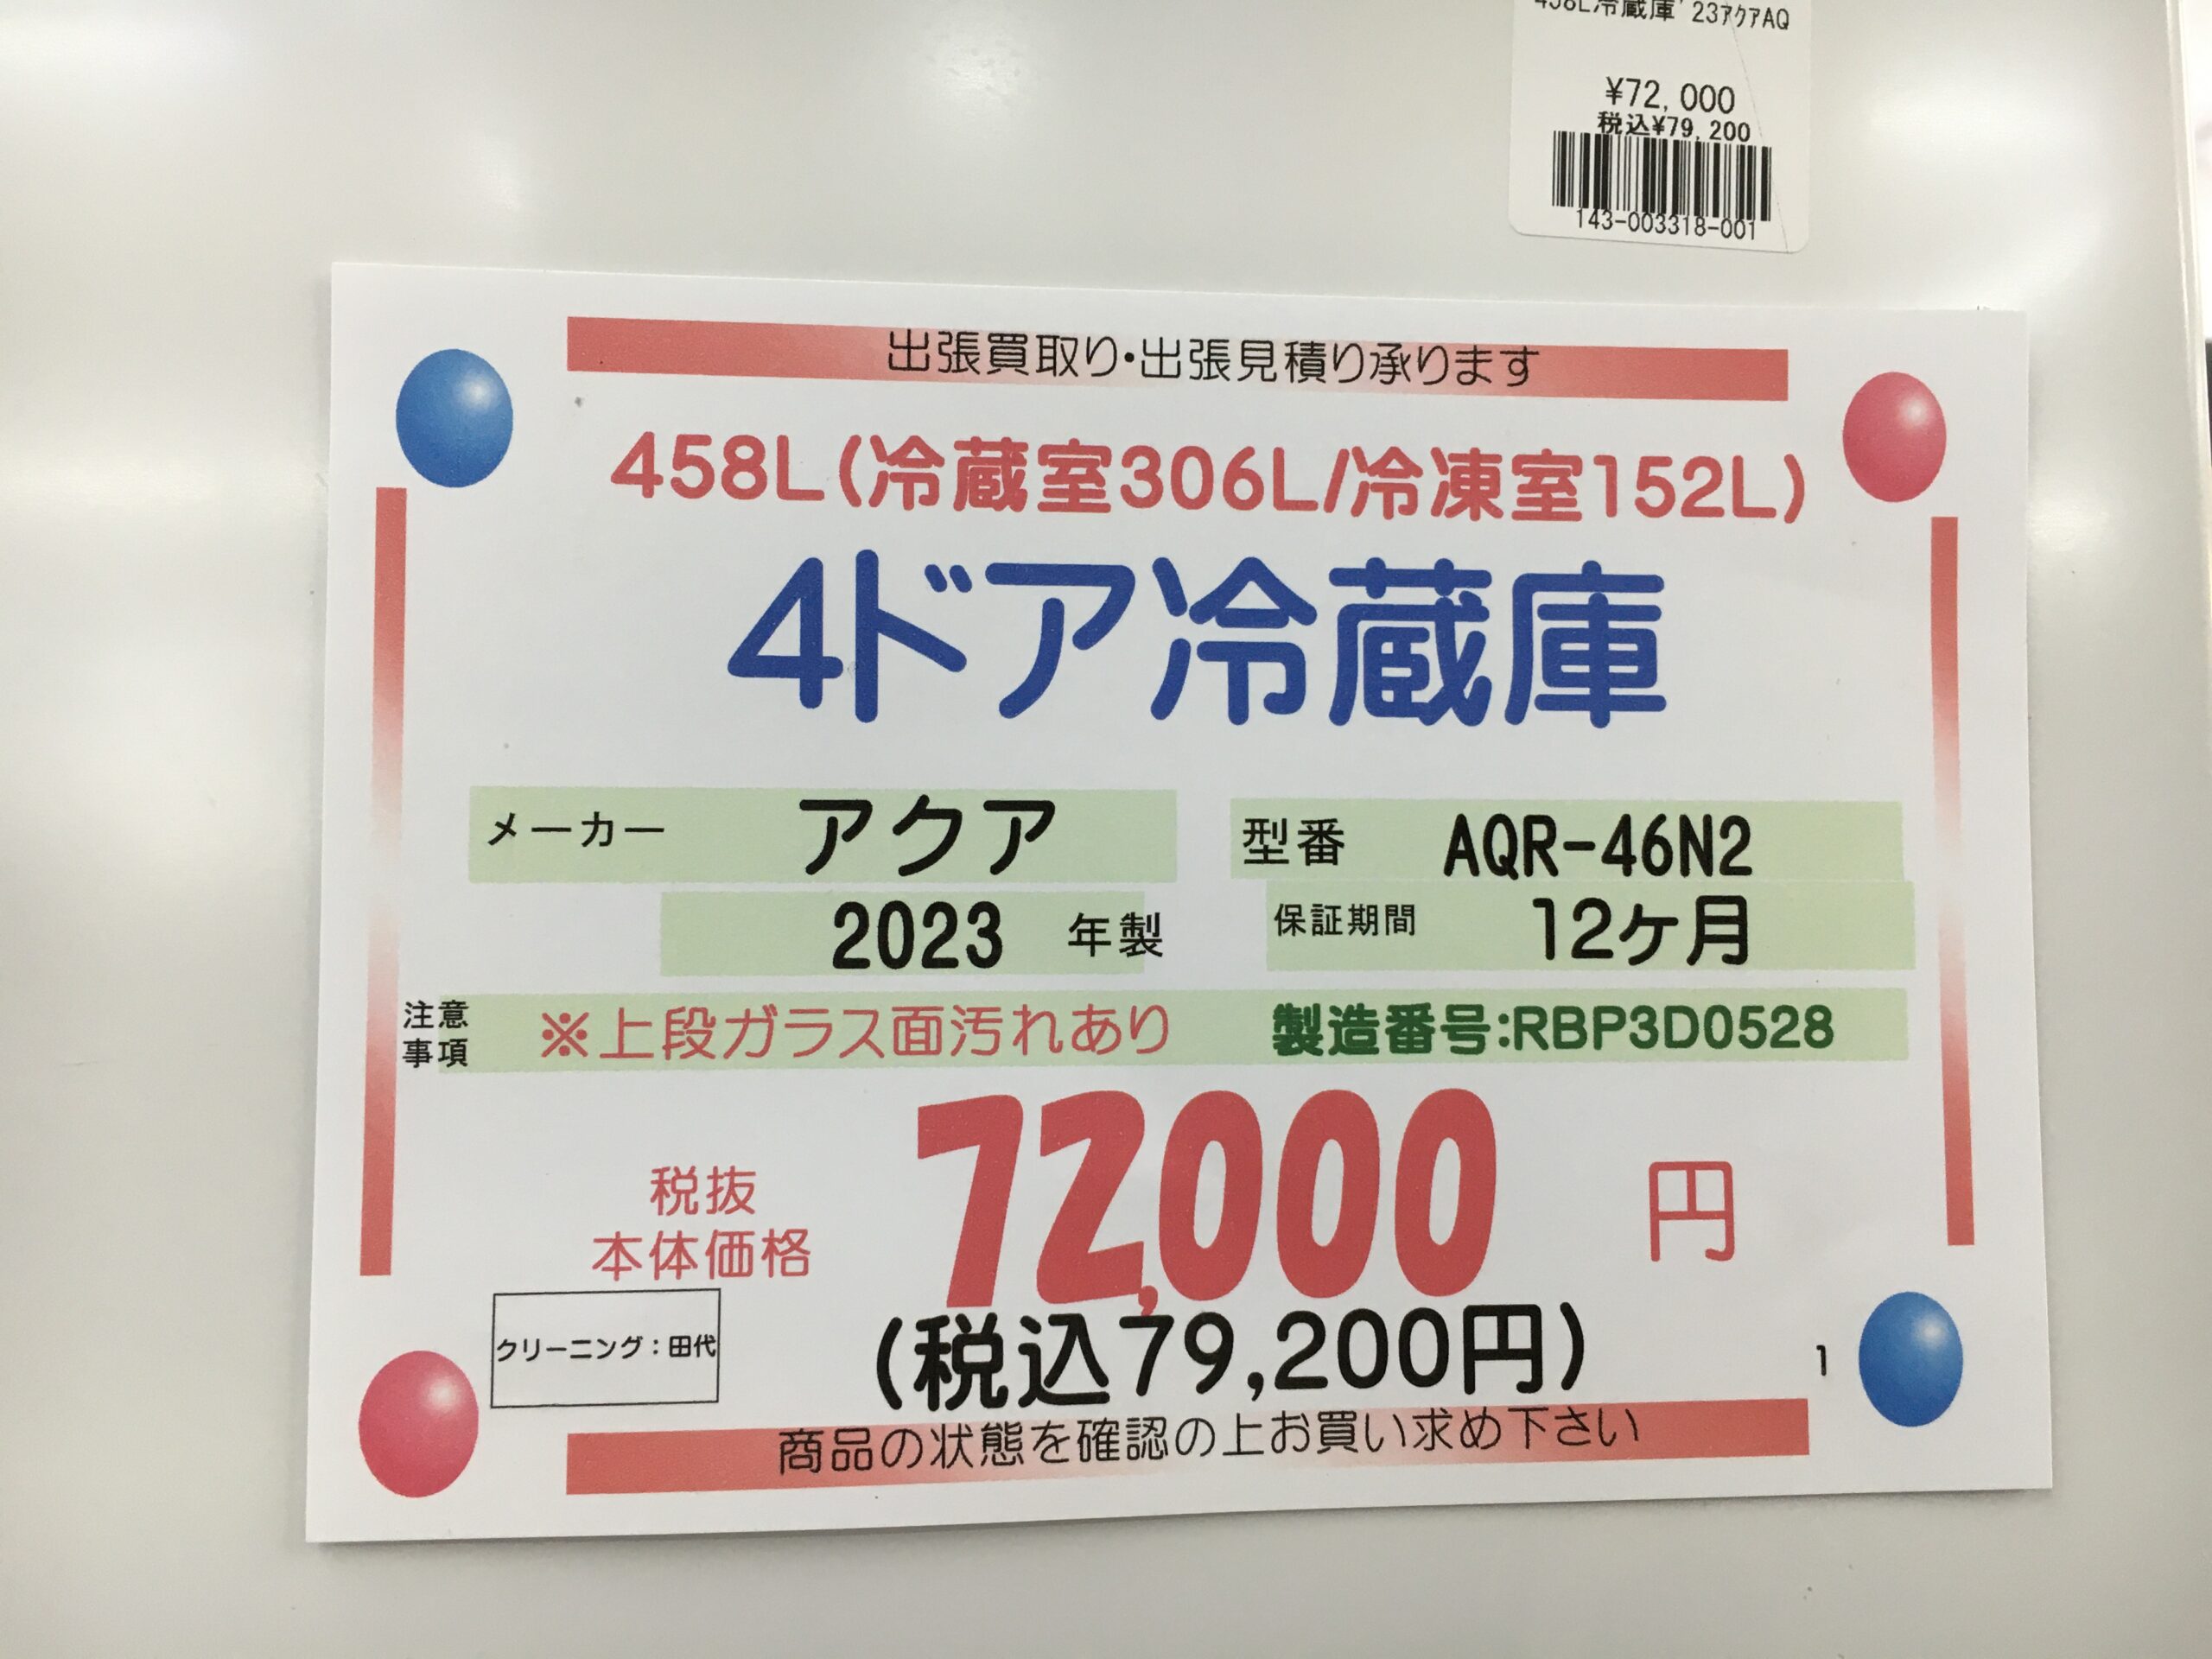 458L冷蔵庫'23アクアAQ
¥72,000
税込¥79,200
143-003318-001
出張買取り・出張見積り承ります
458L(冷蔵室306L/冷凍室152L)
4ドア冷蔵庫
メーカー アクア 型番 AQR-46N2
2023 年製 保証期間 12ケ月
注意事項 ※上段ガラス面汚れあり 製造番号:RBP3D0528
税抜
本体価格 72,000 円
クリーニング：田代
(税込79,200円) 1
商品の状態を確認の上お買い求め下さい